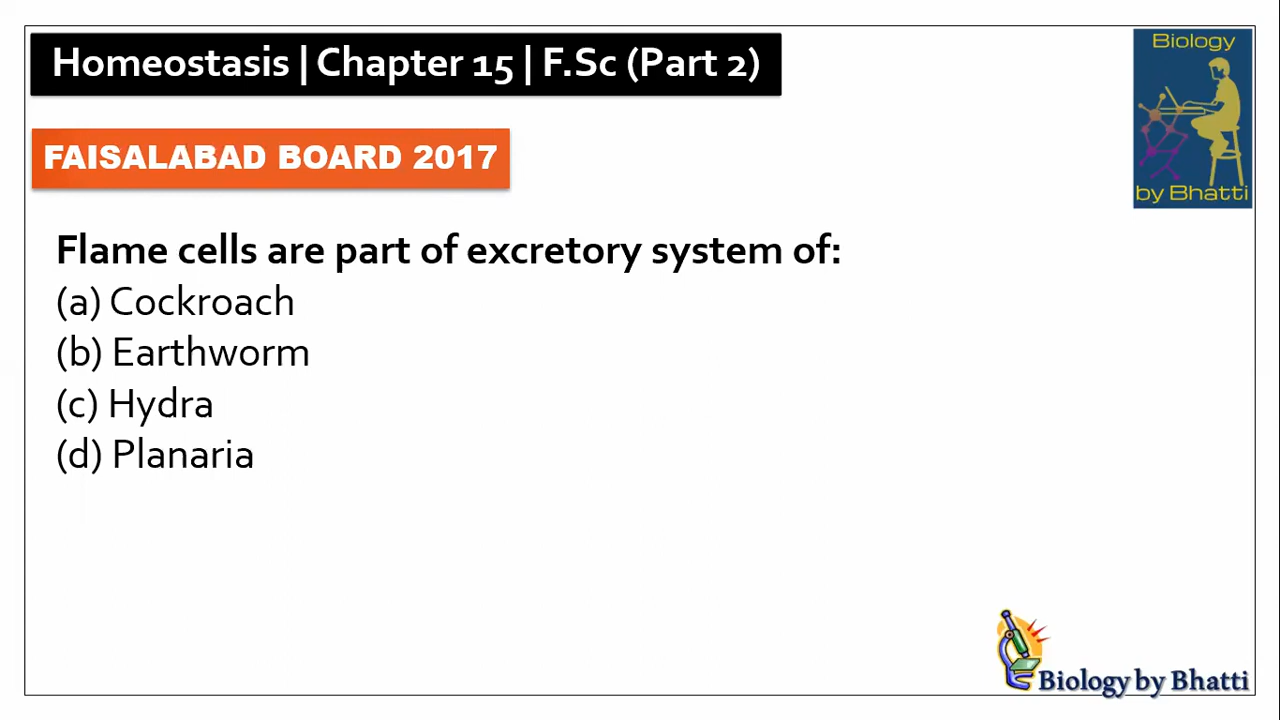 Homeostasis | Chapter 15 | F.Sc (Part 2)
Biology
by Bhatti
FAISALABAD BOARD 2017
Flame cells are part of excretory system of:
(a) Cockroach
(b) Earthworm
(c) Hydra
(d) Planaria
Biology by Bhatti